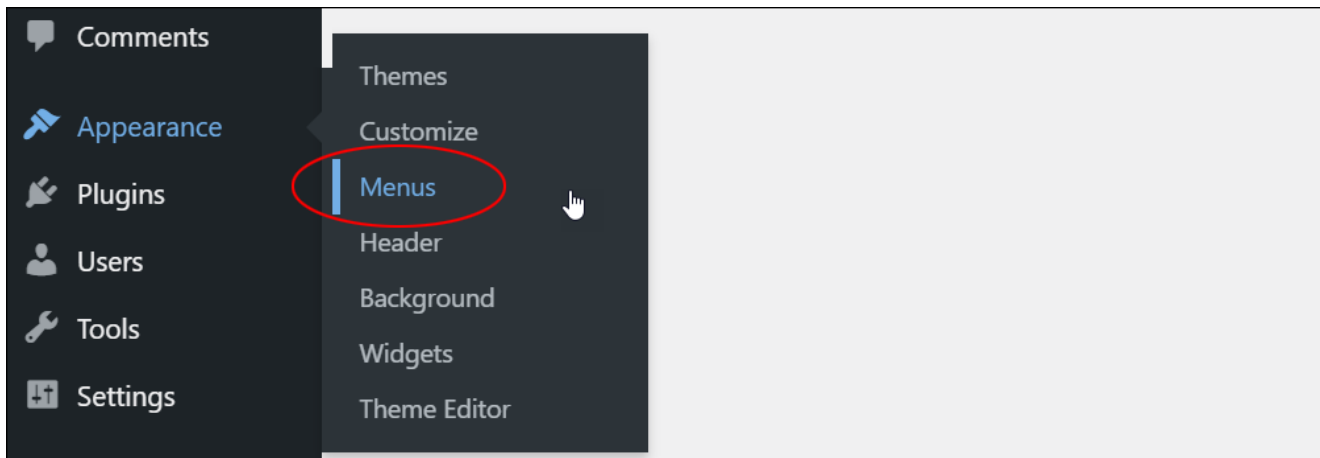 Comments
Appearance
Plugins
Users
Tools
Settings
Themes
Customize
Menus
Header
Background
Widgets
Theme Editor